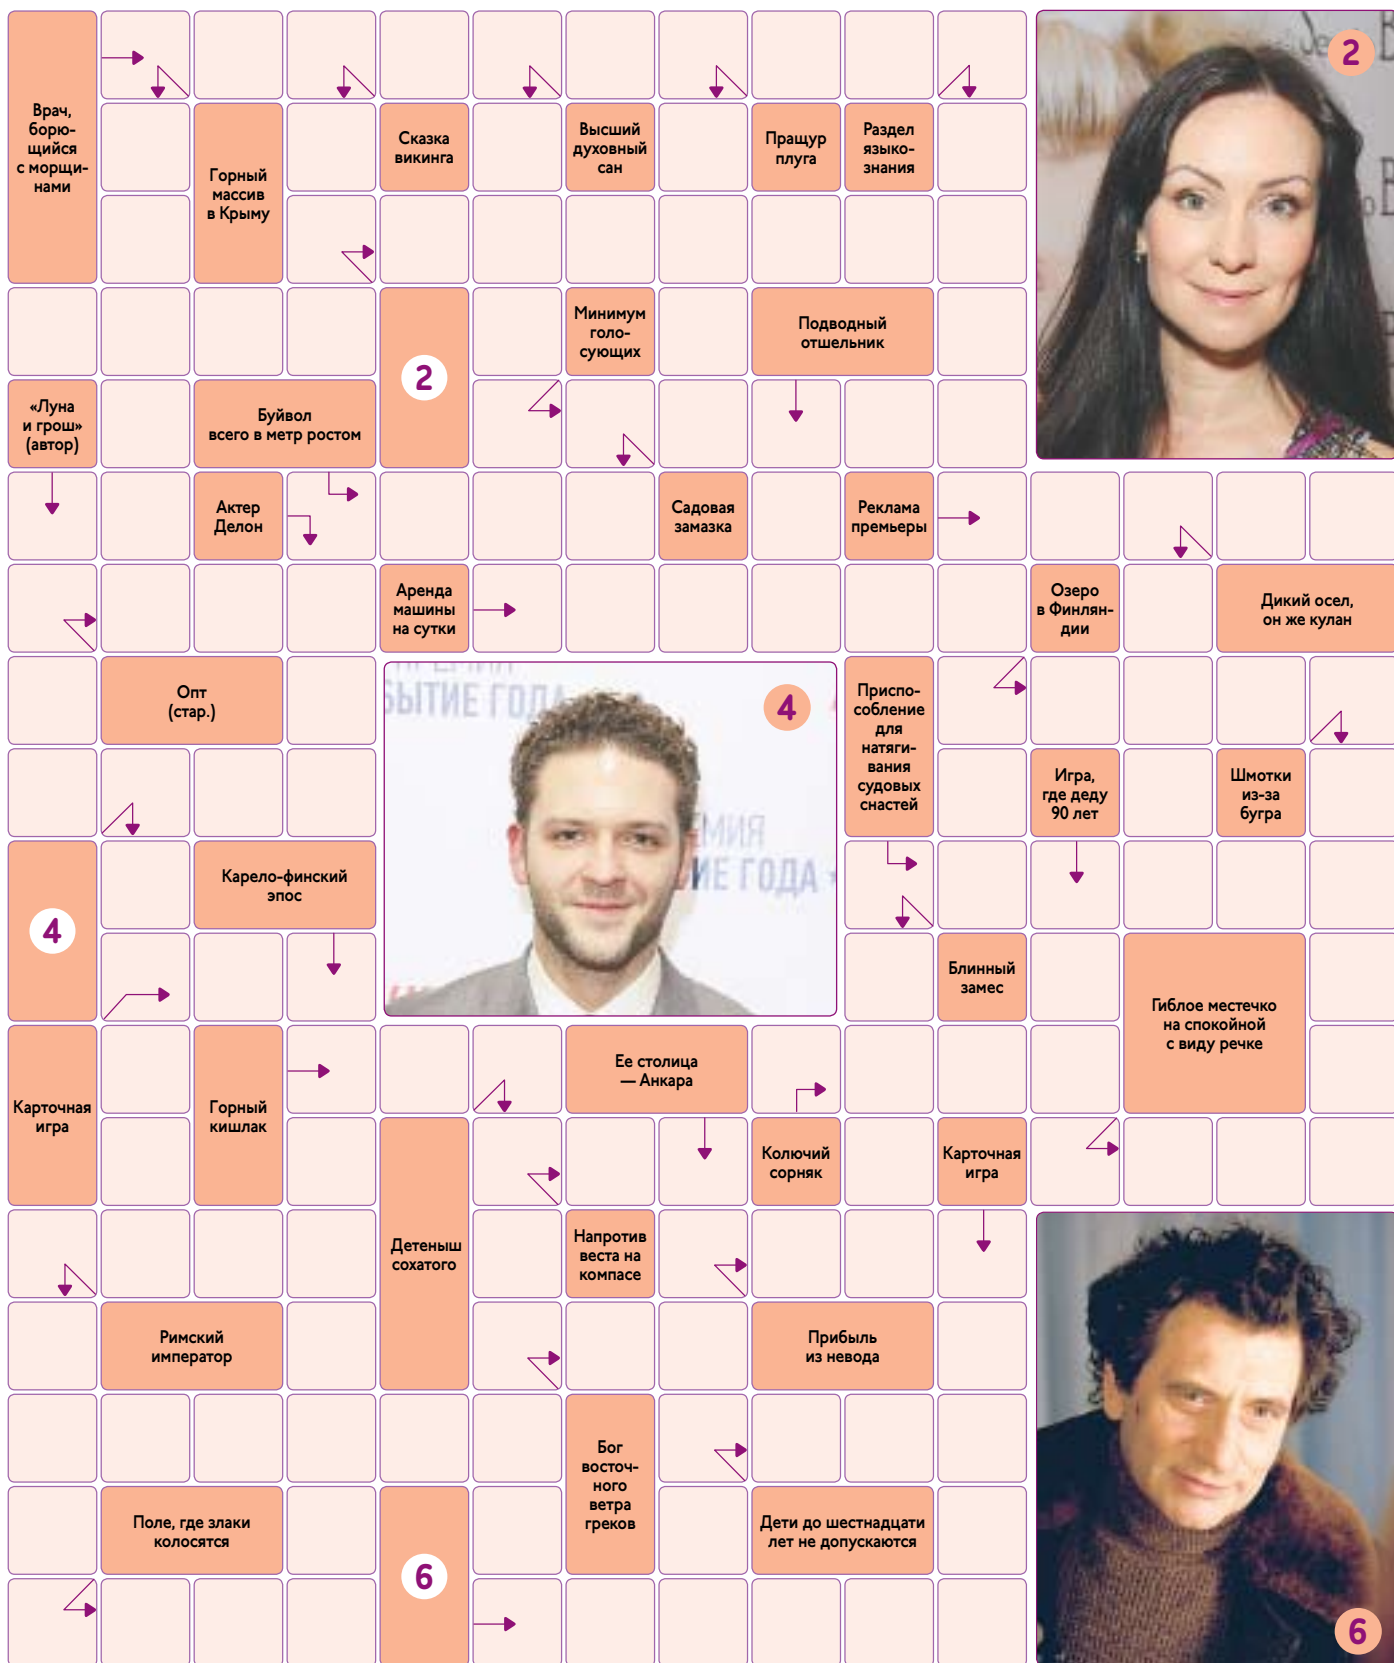 2
Врач,
борю-
щийся
с морщи-
нами
Горный
массив
в Крыму
Сказка
викинга
Высший
духовный
сан
Пращур
плуга
Раздел
языко-
знания
2
Минимум
голо-
сующих
Подводный
отшельник
«Луна
и грош»
(автор)
Буйвол
всего в метр ростом
Актер
Делон
Садовая
замазка
Реклама
премьеры
Аренда
машины
на сутки
Озеро
в Финлян-
дии
Дикий осел,
он же кулан
Опт
(стар.)
БЫТИЕ ГОДА
4
Приспо-
собление
для
натяги-
вания
судовых
снастей
Игра,
где деду
90 лет
Шмотки
из-за
бугра
ЕМИЯ
ИЕ ГОДА
4
Карело-финский
эпос
Блинный
замес
Гиблое местечко
на спокойной
с виду речке
Карточная
игра
Горный
кишлак
Ее столица
— Анкара
Колючий
сорняк
Карточная
игра
Детеныш
сохатого
Напротив
веста на
компасе
Римский
император
Прибыль
из невода
Бог
восточ-
ного
ветра
греков
Поле, где злаки
колосятся
6
Дети до шестнадцати
лет не допускаются
6